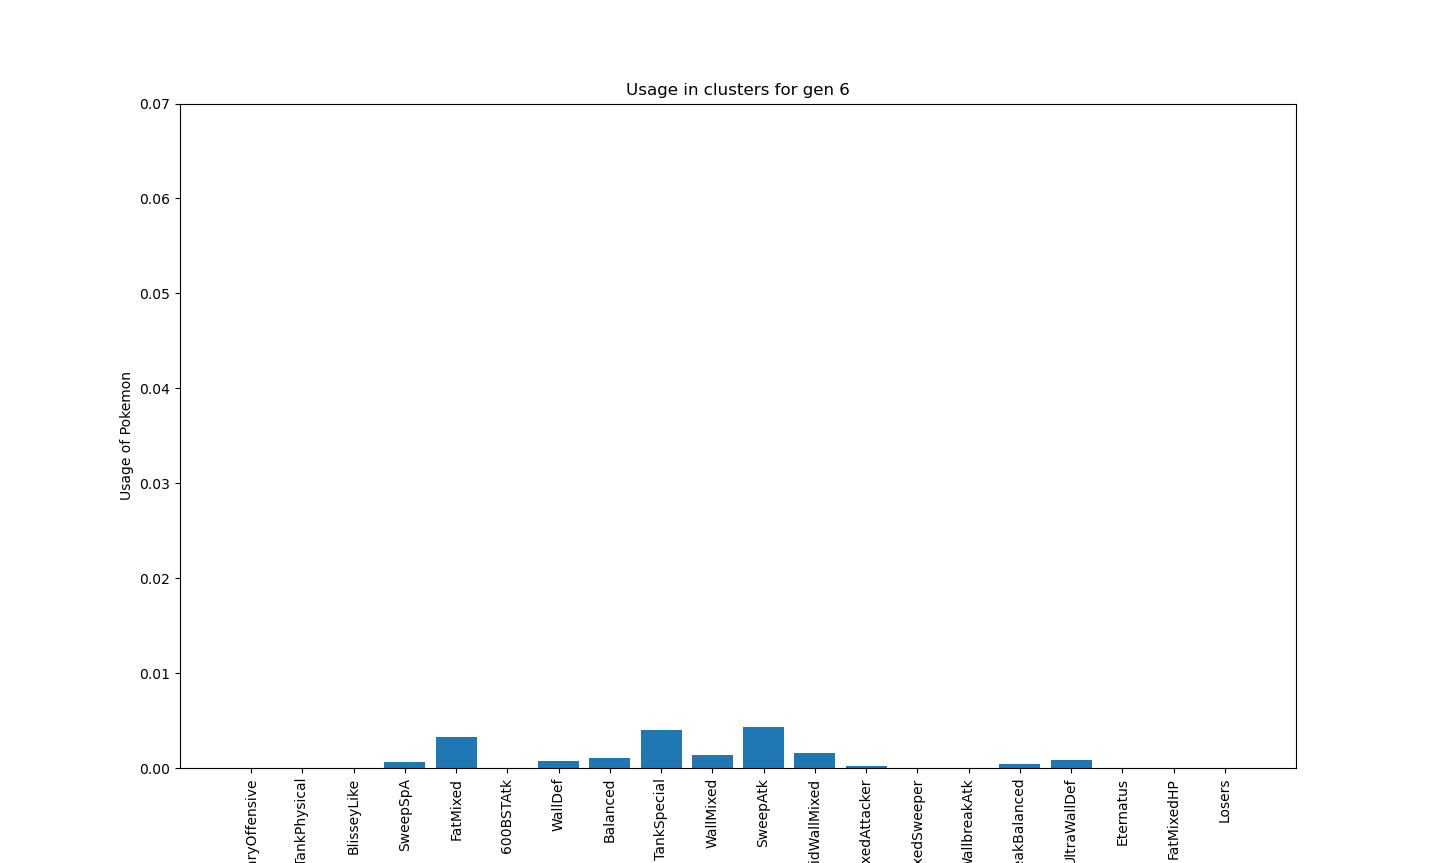 Usage in clusters for gen 6
0.07
0.06
0.05
0.04
0.03
0.02
0.01
0.00
Usage of Pokemon
ryOffensive
TankPhysical
BlisseyLike
SweepSpA
FatMixed
600BSTAtk
WallDef
Balanced
TankSpecial
WallMixed
SweepAtk
idWallMixed
xedAttacker
xedSweeper
WallbreakAtk
eakBalanced
UltraWallDef
Eternatus
FatMixedHP
Losers